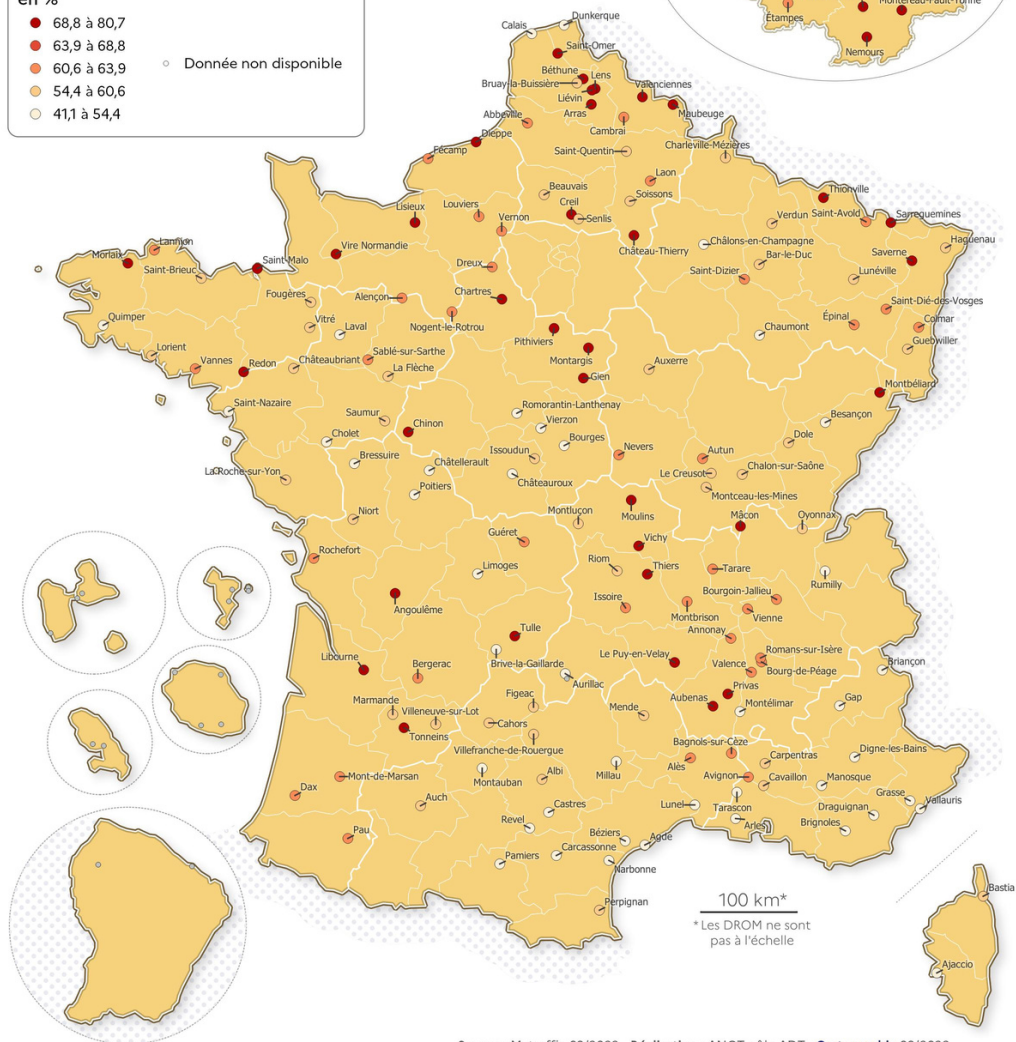 en %
68,8 à 80,7
63,9 à 68,8
60,6 à 63,9
54,4 à 60,6
41,1 à 54,4
Donnée non disponible
Étampes
Montereau-Fault-Yonne
Nemours
Dunkerque
Calais
Saint-Omer
Béthune
Lens
Bruay-la-Buissière
Liévin
Valenciennes
Arras
Maubeuge
Abbeville
Cambrai
Dieppe
Saint-Quentin
Charleville-Mézières
Fécamp
Laon
Beauvais
Soissons
Thionville
Lisieux
Louviers
Creil
Senlis
Vernon
Verdun
Saint-Avold
Sarreguemines
Lannion
Vire Normandie
Château-Thierry
Châlons-en-Champagne
Haguenau
Morlaix
Saint-Malo
Bar-le-Duc
Saverne
Saint-Brieuc
Dreux
Saint-Dizier
Lunéville
Fougères
Alençon
Chartres
Saint-Dié-des-Vosges
Quimper
Vitré
Laval
Nogent-le-Rotrou
Chaumont
Épinal
Colmar
Pithiviers
Guebwiller
Lorient
Vannes
Redon
Châteaubriant
Sablé-sur-Sarthe
La Flèche
Montargis
Auxerre
Gien
Montbéliard
Saint-Nazaire
Saumur
Romorantin-Lanthenay
Besançon
Cholet
Chinon
Vierzon
Bourges
Dole
Bressuire
Châtellerault
Issoudun
Nevers
Autun
La Roche-sur-Yon
Châteauroux
Le Creusot
Chalon-sur-Saône
Poitiers
Montceau-les-Mines
Niort
Montluçon
Moulins
Mâcon
Oyonnax
Guéret
Vichy
Rochefort
Limoges
Riom
Thiers
Tarare
Rumilly
Angoulême
Issoire
Bourgoin-Jallieu
Montbrison
Vienne
Tulle
Annonay
Libourne
Brive-la-Gaillarde
Le Puy-en-Velay
Romans-sur-Isère
Valence
Bourg-de-Péage
Briançon
Bergerac
Aurillac
Privas
Marmande
Figeac
Aubenas
Montélimar
Gap
Villeneuve-sur-Lot
Cahors
Mende
Tonneins
Villefranche-de-Rouergue
Bagnols-sur-Cèze
Digne-les-Bains
Carpentras
Mont-de-Marsan
Montauban
Albi
Millau
Alès
Avignon
Cavaillon
Manosque
Dax
Auch
Castres
Lunel
Tarascon
Grasse
Vallauris
Draguignan
Pau
Revel
Béziers
Agde
Arles
Brignoles
Pamiers
Carcassonne
Narbonne
Perpignan
Bastia
Ajaccio
100 km*
* Les DROM ne sont
pas à l'échelle